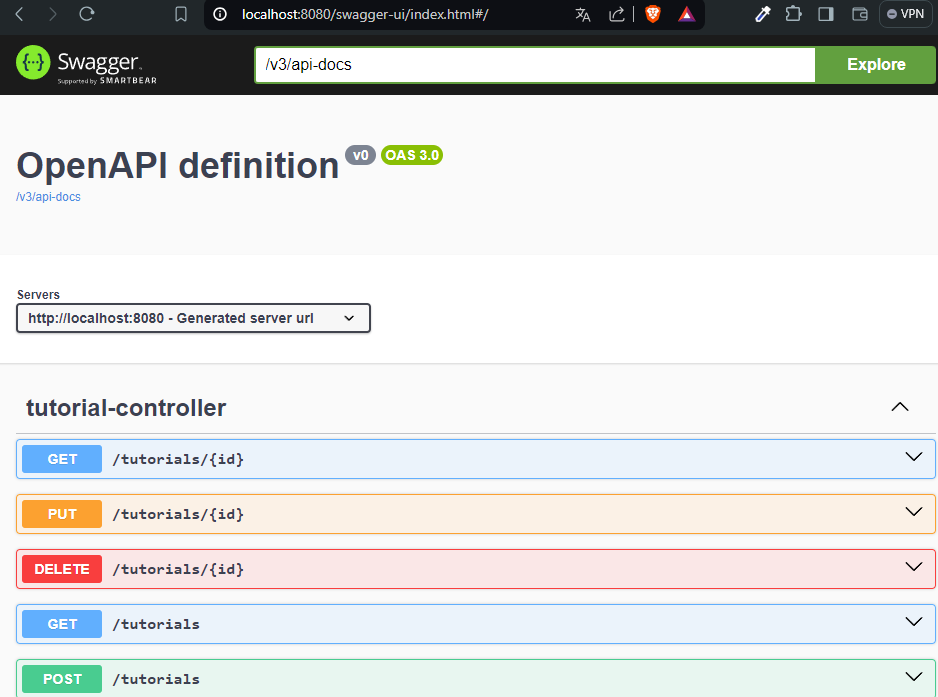 localhost:8080/swagger-ui/index.html#/
VPN
Swagger.
Supported by SMARTBEAR
/v3/api-docs
Explore
OpenAPI definition v0 OAS 3.0
/v3/api-docs
Servers
http://localhost:8080 - Generated server url
tutorial-controller
GET /tutorials/{id}
PUT /tutorials/{id}
DELETE /tutorials/{id}
GET /tutorials
POST /tutorials